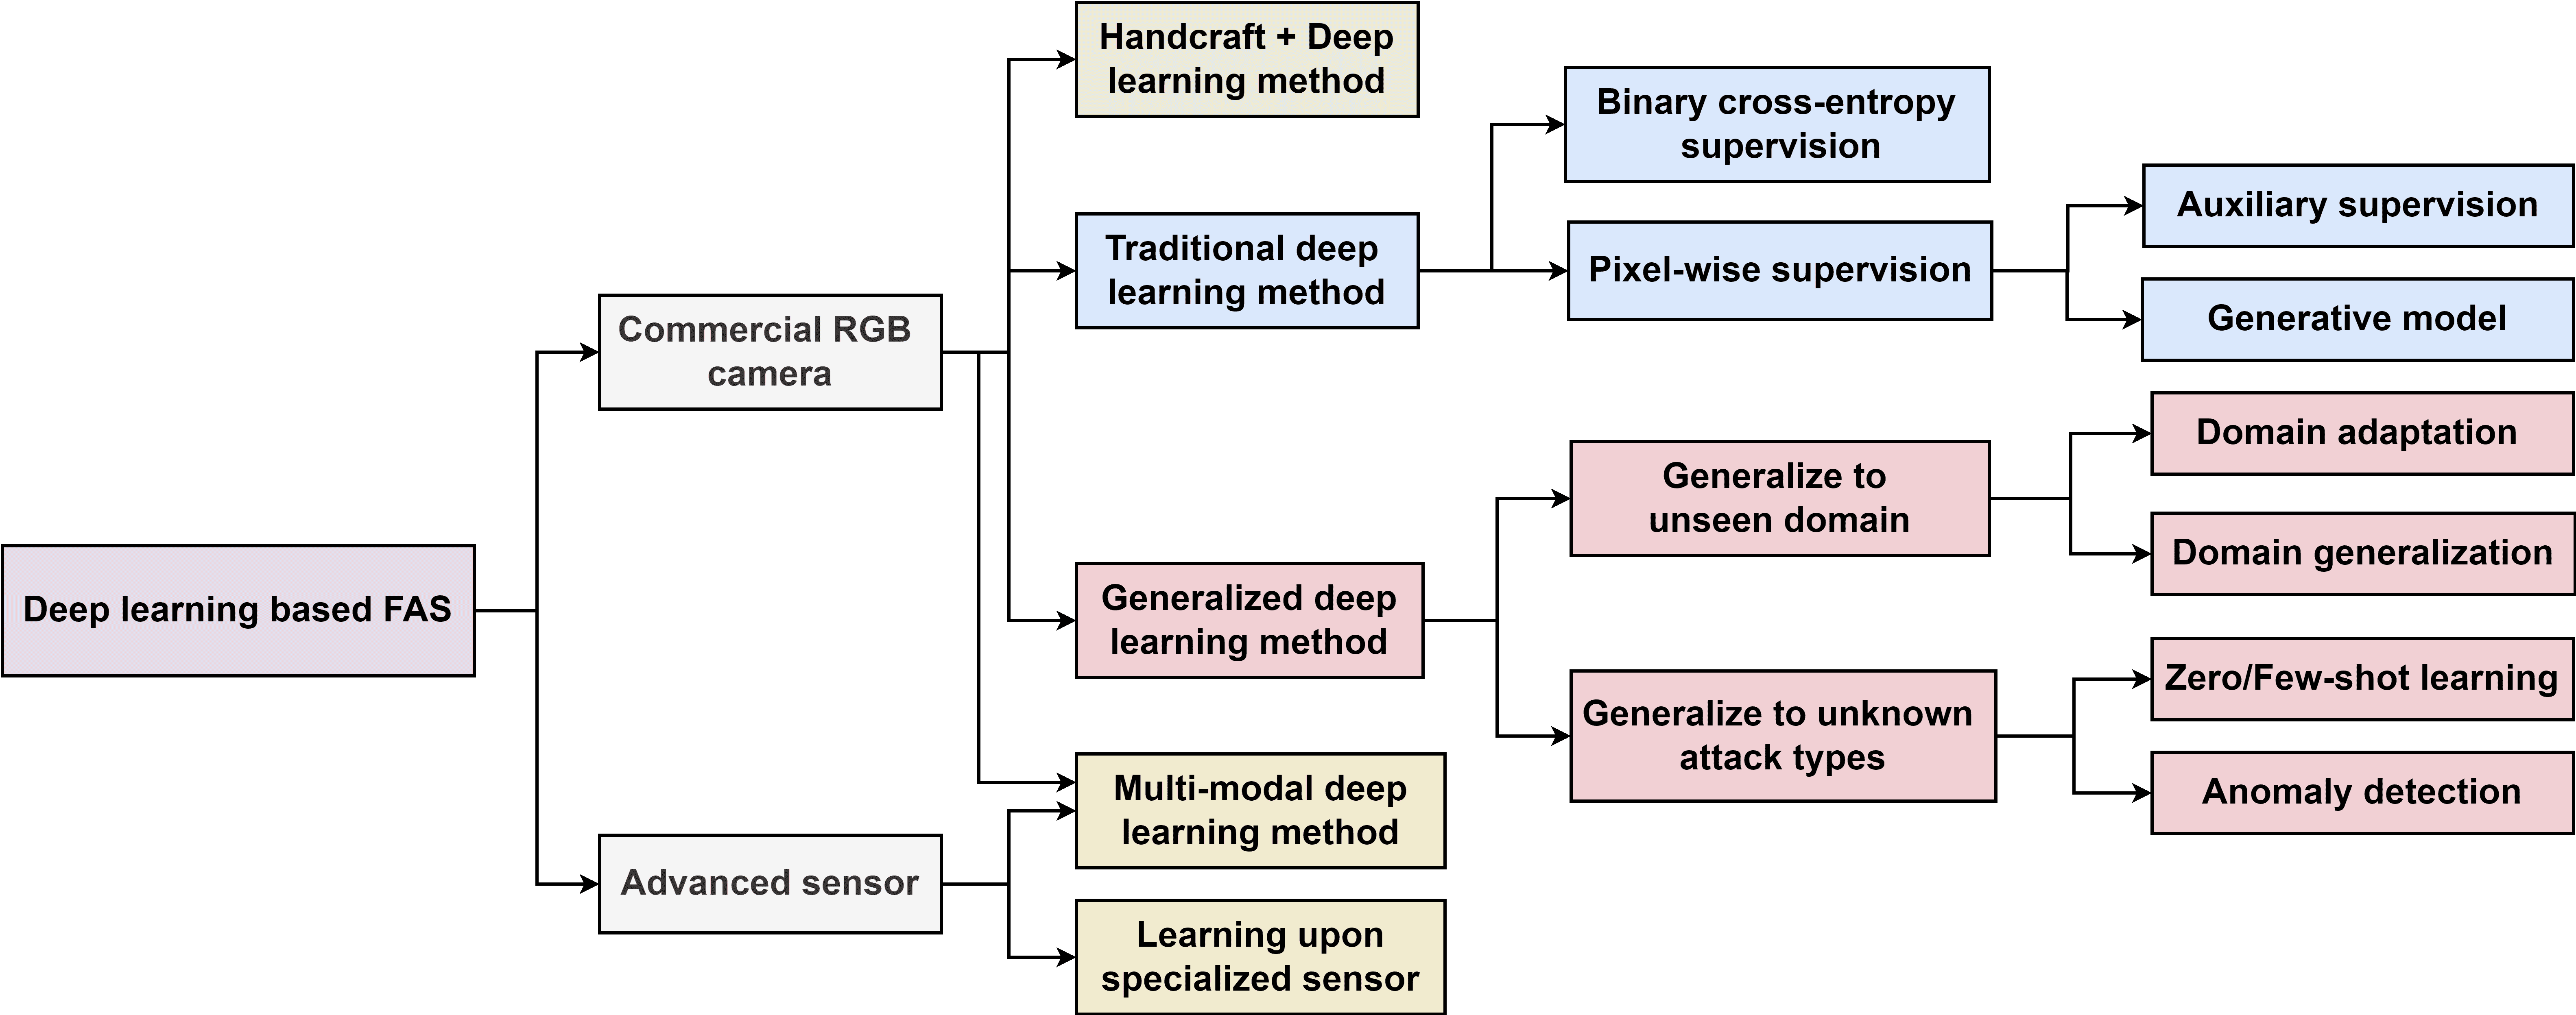 Handcraft + Deep
learning method
Binary cross-entropy
supervision
Auxiliary supervision
Traditional deep
learning method
Pixel-wise supervision
Generative model
Commercial RGB
camera
Domain adaptation
Generalize to
unseen domain
Domain generalization
Deep learning based FAS
Generalized deep
learning method
Zero/Few-shot learning
Generalize to unknown
attack types
Anomaly detection
Multi-modal deep
learning method
Advanced sensor
Learning upon
specialized sensor